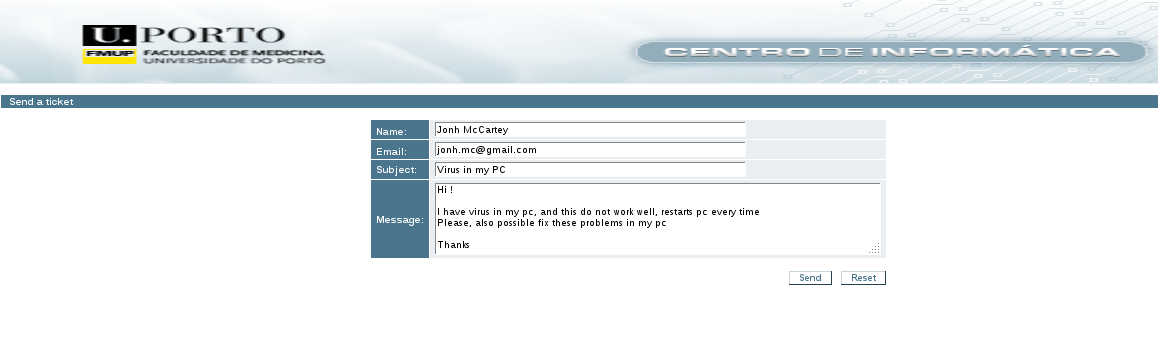 U. PORTO
FMUP FACULDADE DE MEDICINA
UNIVERSIDADE DO PORTO
CENTRO DE INFORMÁTICA
Send a ticket
Name: Jonh McCartey
Email: jonh.mc@gmail.com
Subject: Virus in my PC
Message:
Hi !
I have virus in my pc, and this do not work well, restarts pc every time
Please, also possible fix these problems in my pc
Thanks
Send Reset